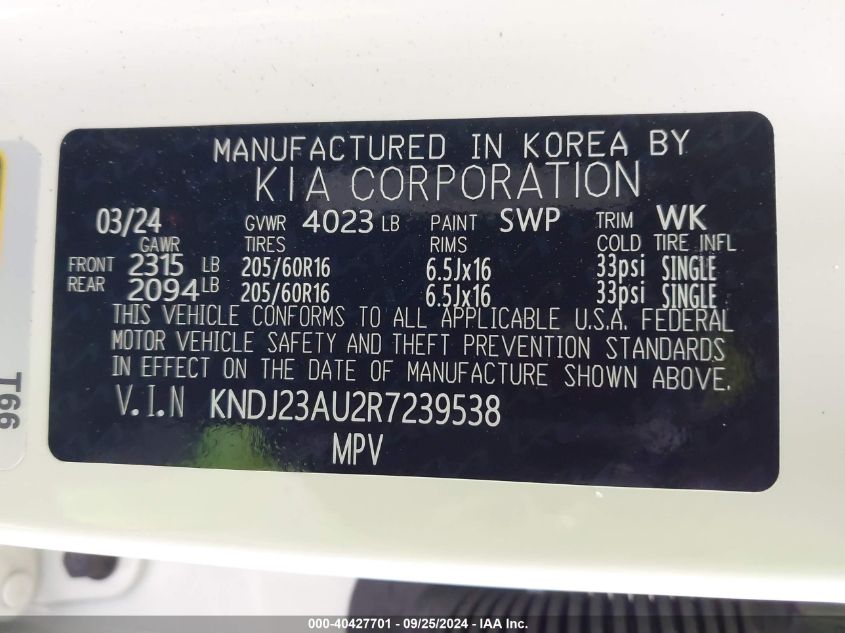 MANUFACTURED IN KOREA BY
KIA CORPORATION
03/24 GVWR 4023 LB PAINT SWP TRIM WK
GAWR TIRES RIMS COLD TIRE INFL
FRONT 2315 LB 205/60R16 6.5Jx16 33psi SINGLE
REAR 2094 LB 205/60R16 6.5Jx16 33psi SINGLE
THIS VEHICLE CONFORMS TO ALL APPLICABLE U.S.A. FEDERAL
MOTOR VEHICLE SAFETY AND THEFT PREVENTION STANDARDS
IN EFFECT ON THE DATE OF MANUFACTURE SHOWN ABOVE.
V.I.N KNDJ23AU2R7239538
MPV
T66
000-40427701 - 09/25/2024 - IAA Inc.